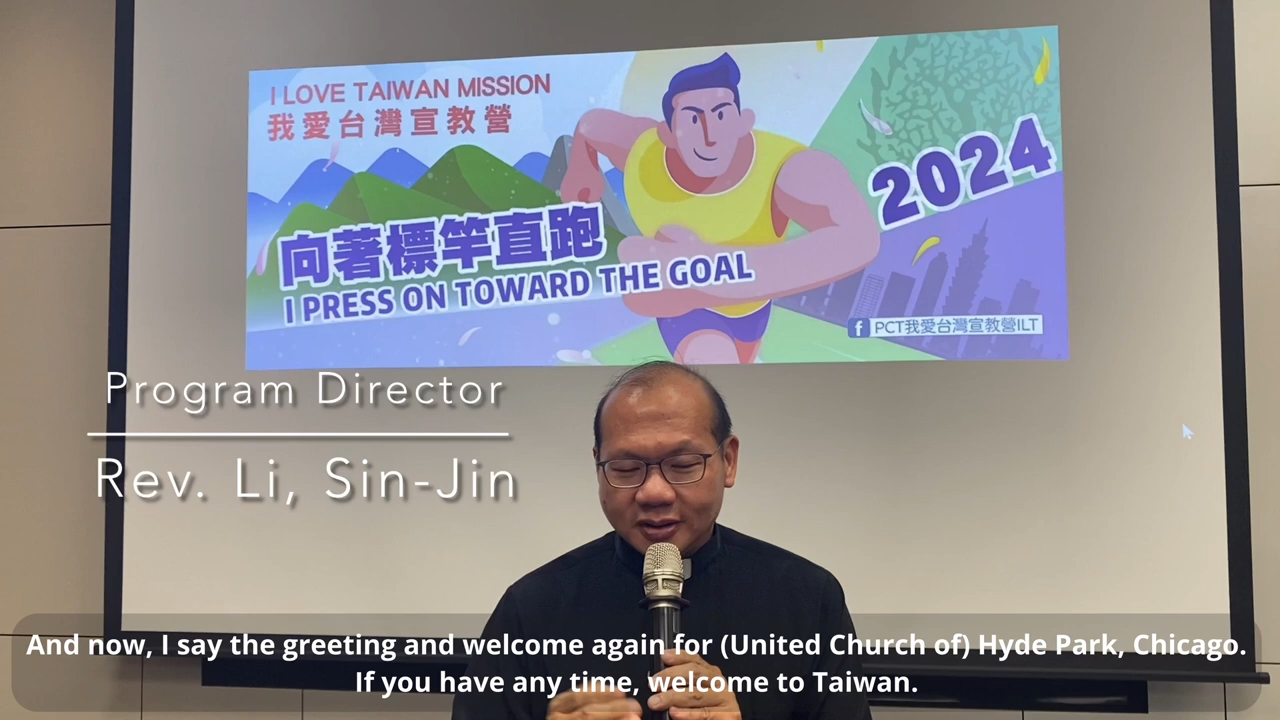 I LOVE TAIWAN MISSION
我愛台灣宣教營
2024
向著標竿直跑
I PRESS ON TOWARD THE GOAL
f PCT我愛台灣宣教營ILT
Program Director
Rev. Li, Sin-Jin
And now, I say the greeting and welcome again for (United Church of) Hyde Park, Chicago.
If you have any time, welcome to Taiwan.